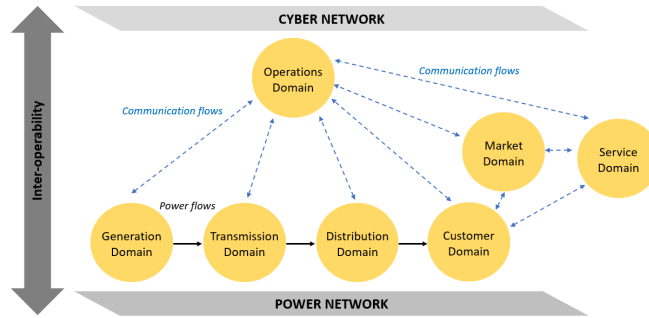 CYBER NETWORK
Operations
Domain
Communication flows
Communication flows
Market
Domain
Service
Domain
Inter-operability
Power flows
Generation
Domain
Transmission
Domain
Distribution
Domain
Customer
Domain
POWER NETWORK